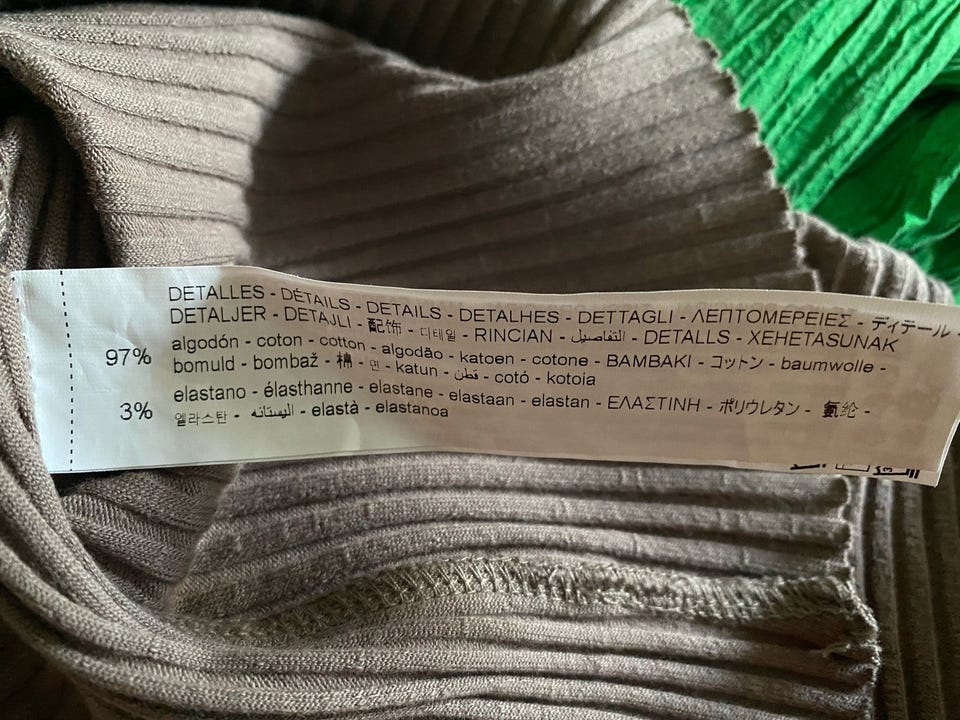 DETALLES - DÉTAILS - DETAILS - DETALHES - DETTAGLI - ΛΕΠΤΟΜΕΡΕΙΕΣ - ディテール -
DETALJER - DETAJLI - 配饰 - 디테일 - RINCIAN - التفاصيل - DETALLS - XEHETASUNAK
97% algodón - coton - cotton - algodão - katoen - cotone - ΒΑΜΒΑΚΙ - コットン - baumwolle -
bomuld - bombaž - 棉 - 면 - katun - قطن - cotó - kotoia
3% elastano - élasthanne - elastane - elastaan - elastan - ΕΛΑΣΤΙΝΗ - ポリウレタン - 氨纶 -
엘라스탄 - اليستانه - elastà - elastanoa